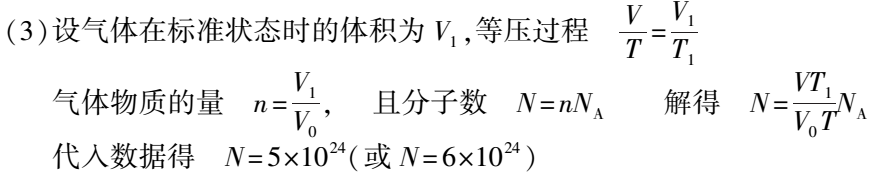 (3)设气体在标准状态时的体积为 V₁,等压过程 V/T=V₁/T₁
气体物质的量 n=V₁/V₀, 且分子数 N=nN_A 解得 N=VT₁/V₀T N_A
代入数据得 N=5×10²⁴(或 N=6×10²⁴)